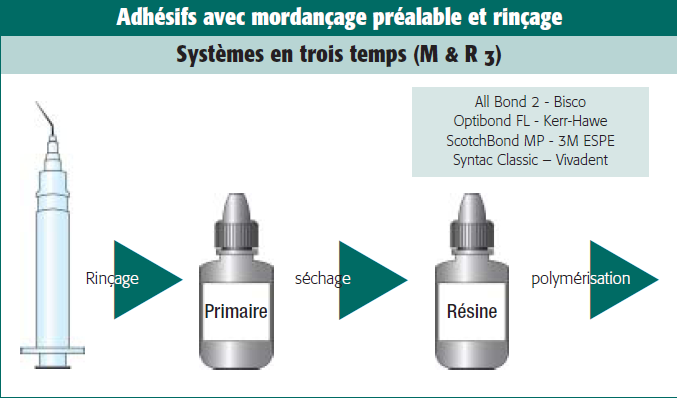 Adhésifs avec mordançage préalable et rinçage
Systèmes en trois temps (M & R 3)
All Bond 2 - Bisco
Optibond FL - Kerr-Hawe
ScotchBond MP - 3M ESPE
Syntac Classic – Vivadent
Rinçage
Primaire
séchage
Résine
polymérisation